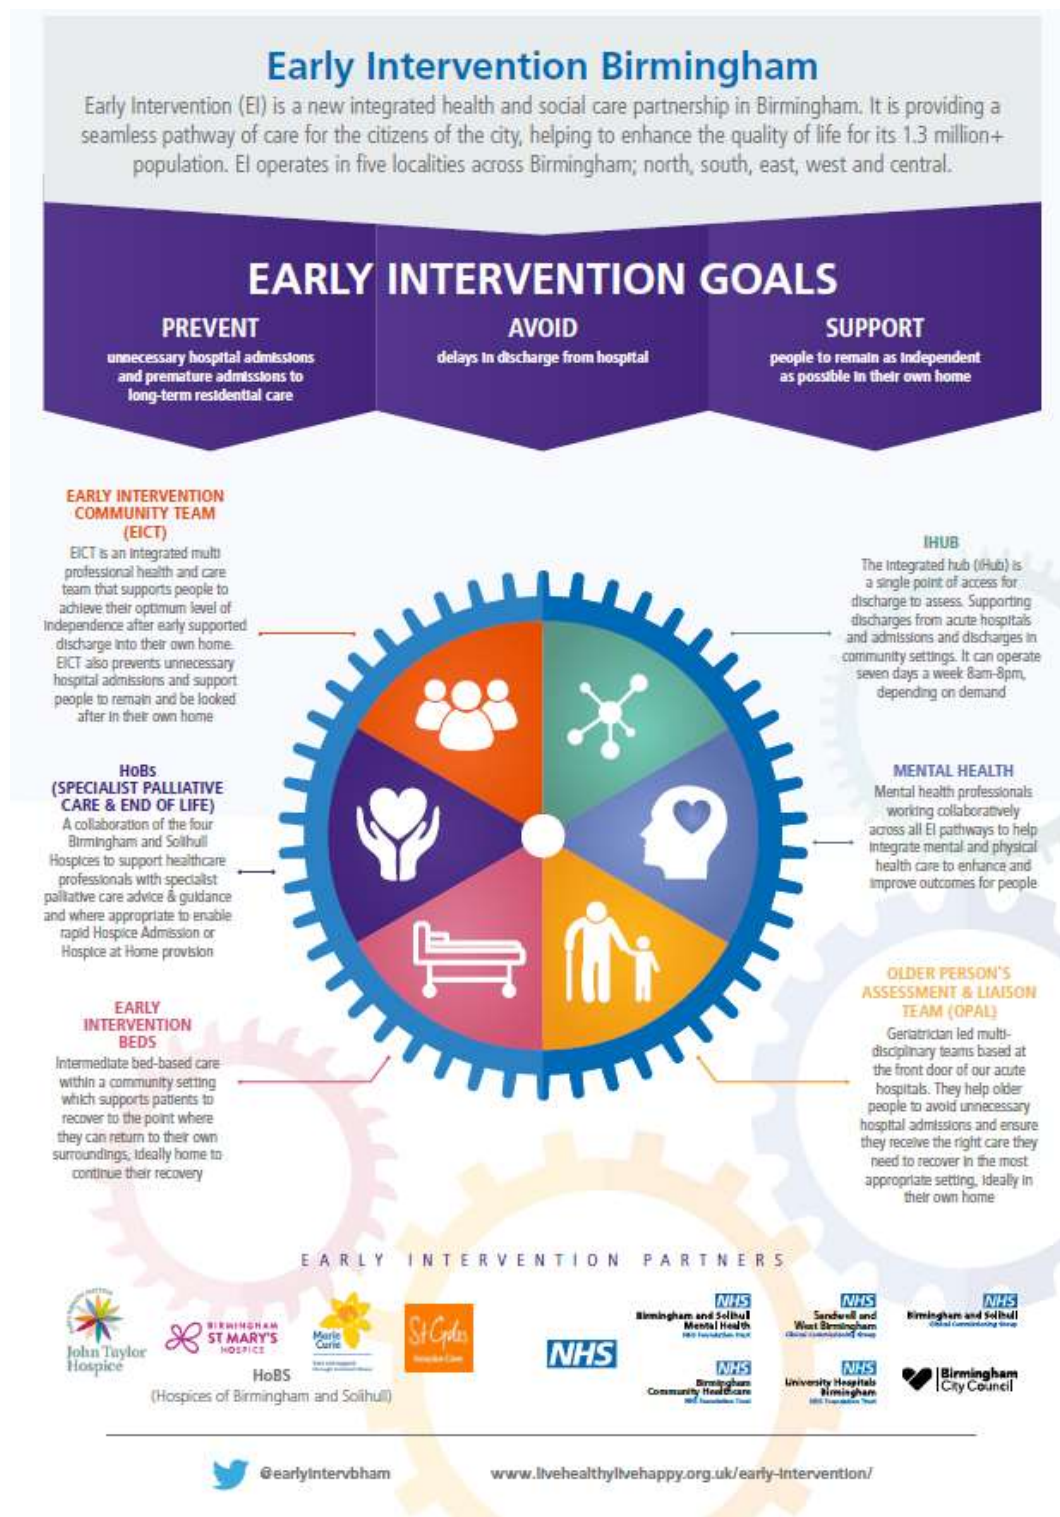 Early Intervention Birmingham
Early Intervention (EI) is a new integrated health and social care partnership in Birmingham. It is providing a
seamless pathway of care for the citizens of the city, helping to enhance the quality of life for its 1.3 million+
population. EI operates in five localities across Birmingham; north, south, east, west and central.
EARLY INTERVENTION GOALS
PREVENT
unnecessary hospital admissions
and premature admissions to
long-term residential care
AVOID
delays in discharge from hospital
SUPPORT
people to remain as independent
as possible in their own home
EARLY INTERVENTION
COMMUNITY TEAM
(EICT)
EICT is an integrated multi
professional health and care
team that supports people to
achieve their optimum level of
independence after early supported
discharge into their own home.
EICT also prevents unnecessary
hospital admissions and support
people to remain and be looked
after in their own home
HoBs
(SPECIALIST PALLIATIVE
CARE & END OF LIFE)
A collaboration of the four
Birmingham and Solihull
Hospices to support healthcare
professionals with specialist
palliative care advice & guidance
and where appropriate to enable
rapid Hospice Admission or
Hospice at Home provision
EARLY
INTERVENTION
BEDS
Intermediate bed-based care
within a community setting
which supports patients to
recover to the point where
they can return to their own
surroundings, ideally home to
continue their recovery
IHUB
The integrated hub (iHub) is
a single point of access for
discharge to assess. Supporting
discharges from acute hospitals
and admissions and discharges in
community settings. It can operate
seven days a week 8am-8pm,
depending on demand
MENTAL HEALTH
Mental health professionals
working collaboratively
across all EI pathways to help
integrate mental and physical
health care to enhance and
improve outcomes for people
OLDER PERSON'S
ASSESSMENT & LIAISON
TEAM (OPAL)
Geriatrician led multi-
disciplinary teams based at
the front door of our acute
hospitals. They help older
people to avoid unnecessary
hospital admissions and ensure
they receive the right care they
need to recover in the most
appropriate setting, ideally in
their own home
EARLY INTERVENTION PARTNERS
John Taylor
Hospice
BIRMINGHAM
ST MARY'S
HOSPICE
Marie
Curie
St Giles
Hospice Care
HoBS
(Hospices of Birmingham and Solihull)
NHS
NHS
Birmingham and Solihull
Mental Health
NHS Foundation Trust
NHS
Sandwell and
West Birmingham
Clinical Commissioning Group
NHS
Birmingham and Solihull
Clinical Commissioning Group
NHS
Birmingham
Community Healthcare
NHS Foundation Trust
NHS
University Hospitals
Birmingham
NHS Foundation Trust
Birmingham
City Council
@earlyintervbham
www.livehealthylivehappy.org.uk/early-intervention/